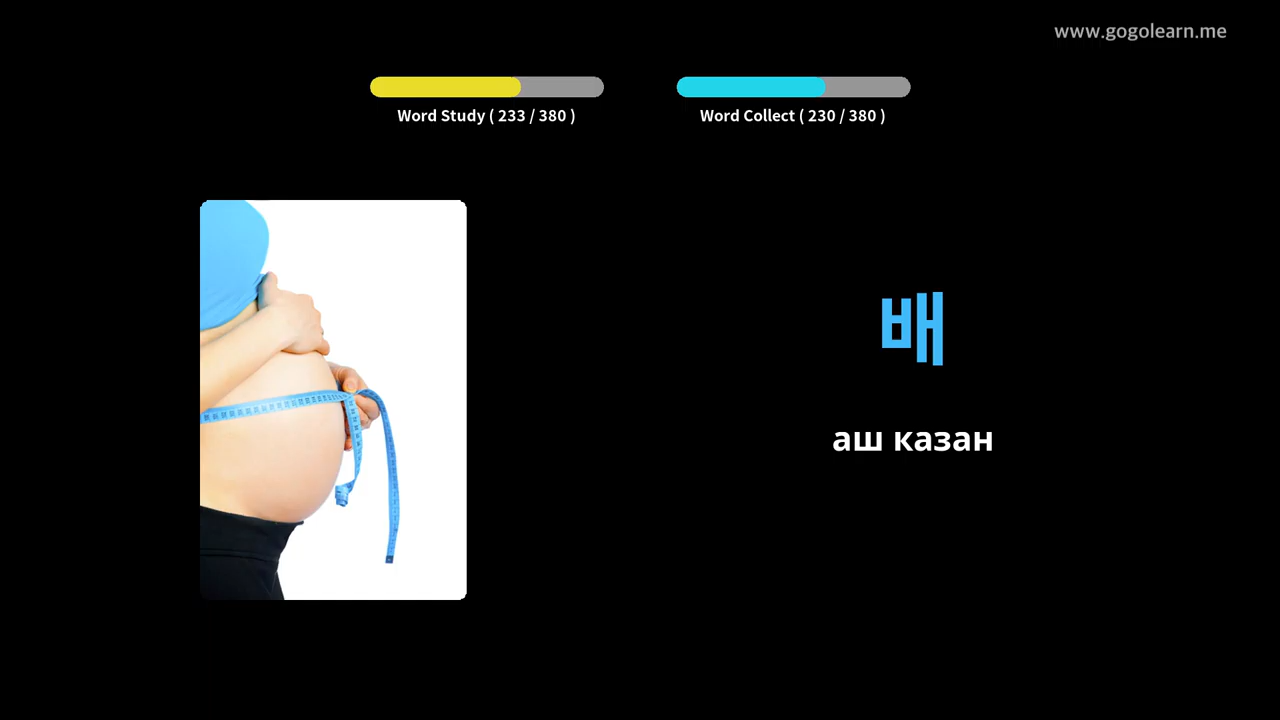 www.gogolearn.me
Word Study ( 233 / 380 )
Word Collect ( 230 / 380 )
배
аш казан